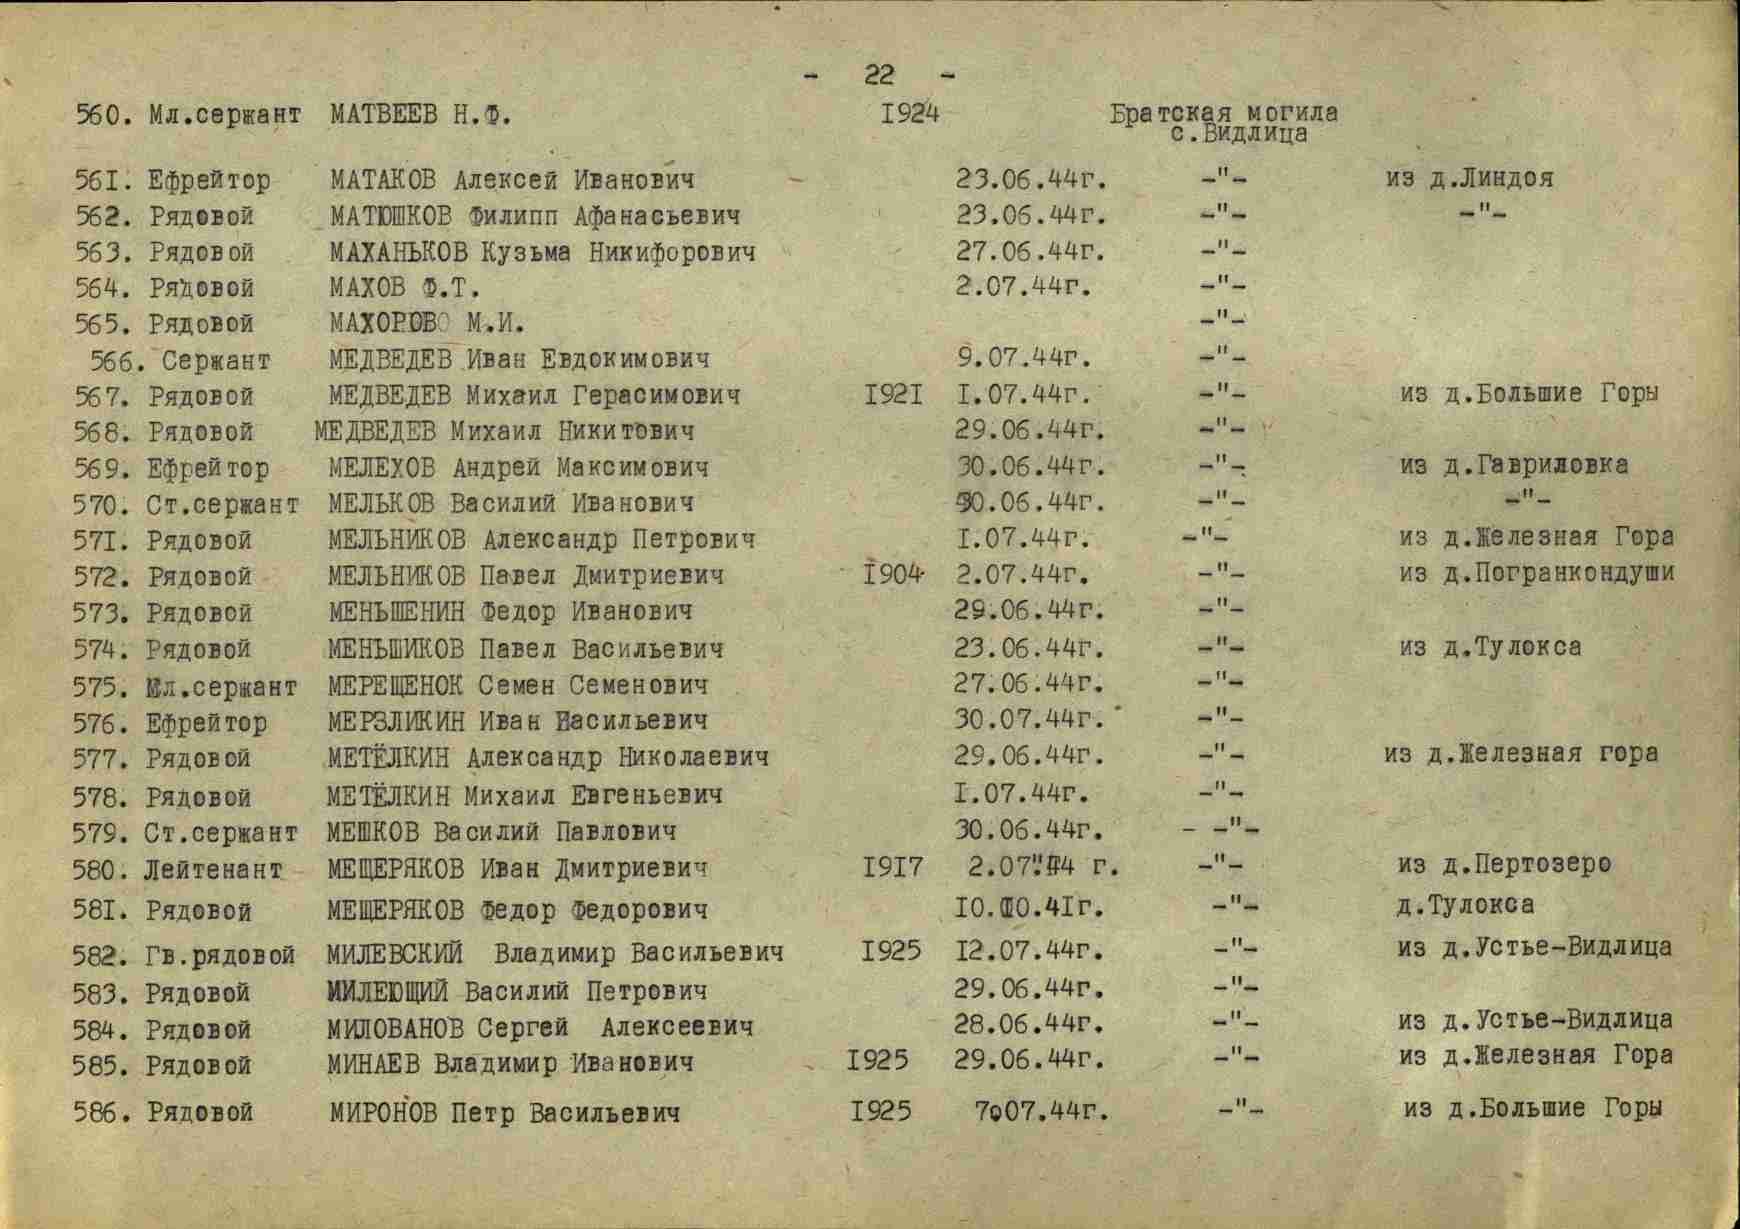 - 22 -
560. Мл.сержант МАТВЕЕВ Н.Ф. 1924 Братская могила
с.Видлица
561. Ефрейтор МАТАКОВ Алексей Иванович 23.06.44г. -"- из д.Линдоя
562. Рядовой МАТЮШКОВ Филипп Афанасьевич 23.06.44г. -"- -"-
563. Рядовой МАХАНЬКОВ Кузьма Никифорович 27.06.44г. -"-
564. Рядовой МАХОВ Ф.Т. 2.07.44г. -"-
565. Рядовой М.И. -"-
566. Сержант МЕДВЕДЕВ Иван Евдокимович 9.07.44г. -"-
567. Рядовой МЕДВЕДЕВ Михаил Герасимович 1921 1.07.44г. -"- из д.Большие Горы
568. Рядовой МЕДВЕДЕВ Михаил Никитович 29.06.44г. -"-
569. Ефрейтор МЕЛЕХОВ Андрей Максимович 30.06.44г. -"- из д.Гавриловка
570. Ст.сержант МЕЛЬКОВ Василий Иванович 30.06.44г. -"- -"-
571. Рядовой МЕЛЬНИКОВ Александр Петрович 1.07.44г. -"- из д.Железная Гора
572. Рядовой МЕЛЬНИКОВ Павел Дмитриевич 1904 2.07.44г. -"- из д.Погранкондуши
573. Рядовой МЕНЬШЕНИН Федор Иванович 29.06.44г. -"-
574. Рядовой МЕНЬШИКОВ Павел Васильевич 23.06.44г. -"- из д.Тулокса
575. Мл.сержант МЕРЕЩЕНОК Семен Семенович 27.06.44г. -"-
576. Ефрейтор МЕРЗЛИКИН Иван Васильевич 30.07.44г. -"-
577. Рядовой МЕТЁЛКИН Александр Николаевич 29.06.44г. -"- из д.Железная гора
578. Рядовой МЕТЁЛКИН Михаил Евгеньевич 1.07.44г. -"-
579. Ст.сержант МЕШКОВ Василий Павлович 30.06.44г. - -"-
580. Лейтенант МЕЩЕРЯКОВ Иван Дмитриевич 1917 2.07.44 г. -"- из д.Пертозеро
581. Рядовой МЕЩЕРЯКОВ Федор Федорович 10.10.41г. -"- д.Тулокса
582. Гв.рядовой МИЛЕВСКИЙ Владимир Васильевич 1925 12.07.44г. -"- из д.Устье-Видлица
583. Рядовой МИЛЕЮЩИЙ Василий Петрович 29.06.44г. -"-
584. Рядовой МИЛОВАНОВ Сергей Алексеевич 28.06.44г. -"- из д.Устье-Видлица
585. Рядовой МИНАЕВ Владимир Иванович 1925 29.06.44г. -"- из д.Железная Гора
586. Рядовой МИРОНОВ Петр Васильевич 1925 7.07.44г. -"- из д.Большие Горы